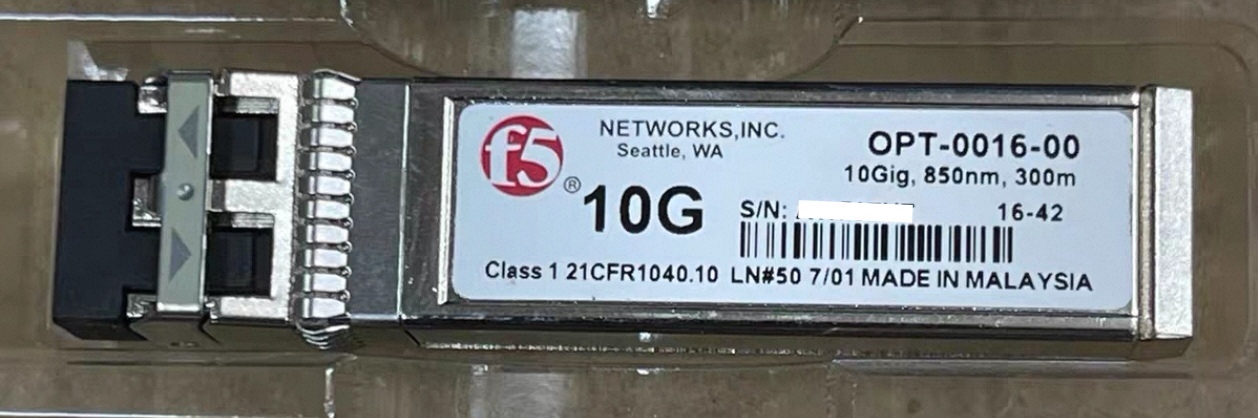 f5 ®
NETWORKS,INC.
Seattle, WA
OPT-0016-00
10Gig, 850nm, 300m
10G
S/N:
16-42
Class 1 21CFR1040.10 LN#50 7/01 MADE IN MALAYSIA